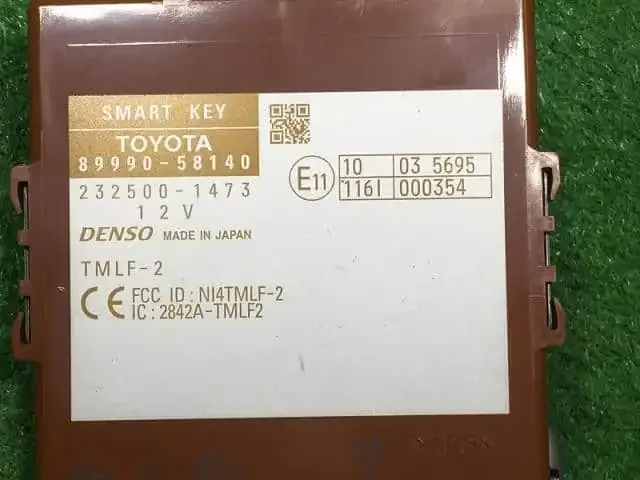 SMART KEY
TOYOTA
89990-58140
232500-1473
12V
DENSO MADE IN JAPAN
TMLF-2
CE FCC ID : NI4TMLF-2
IC : 2842A-TMLF2
E11
10 03 5695
116I 000354